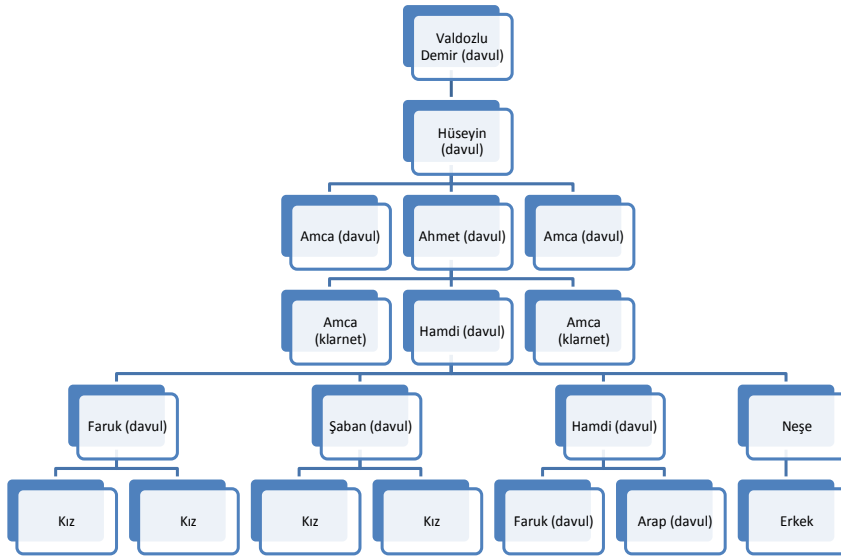 Valdozlu
Demir (davul)
Hüseyin
(davul)
Amca (davul)
Ahmet (davul)
Amca (davul)
Amca
(klarnet)
Hamdi (davul)
Amca
(klarnet)
Faruk (davul)
Şaban (davul)
Hamdi (davul)
Neşe
Kız
Kız
Kız
Kız
Faruk (davul)
Arap (davul)
Erkek